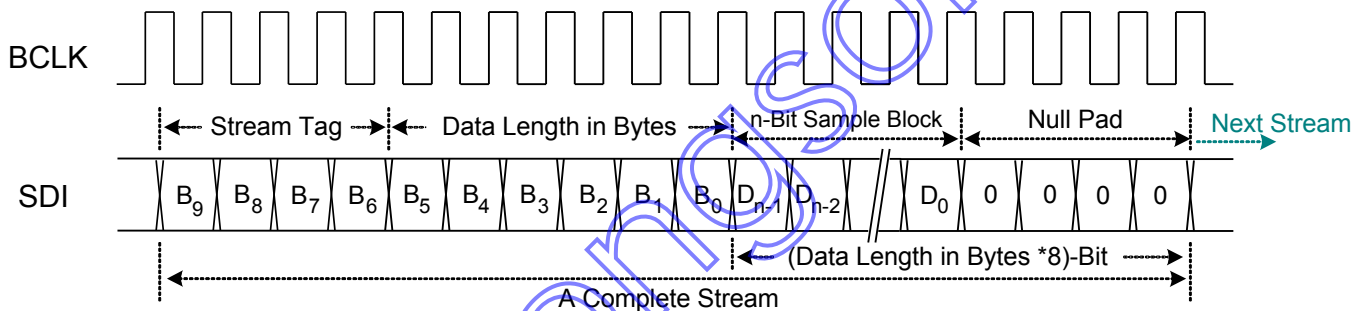 BCLK
Stream Tag Data Length in Bytes n-Bit Sample Block Null Pad Next Stream
SDI B9 B8 B7 B6 B5 B4 B3 B2 B1 B0 Dn-1 Dn-2 D0 0 0 0 0
(Data Length in Bytes *8)-Bit
A Complete Stream